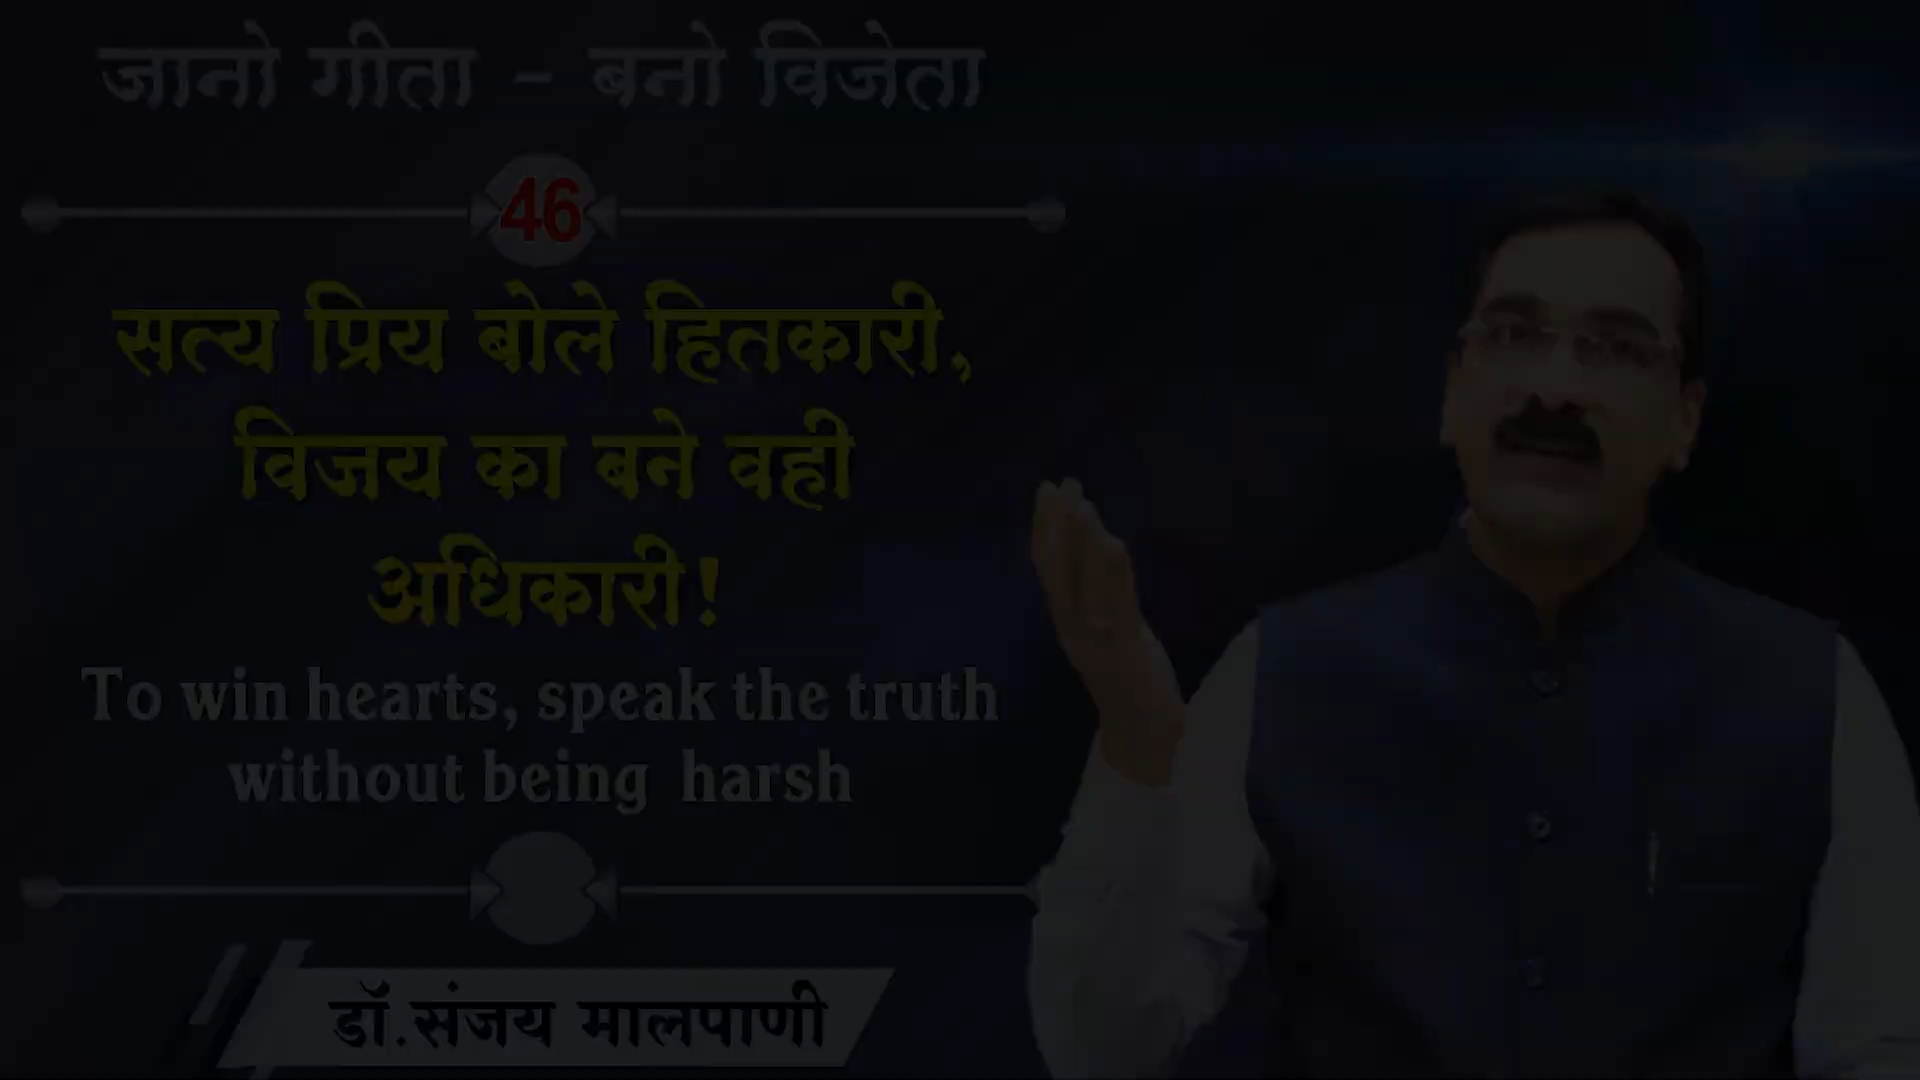 जानो गीता - बनो विजेता
46
सत्य प्रिय बोले हितकारी,
विजय का बने वही
अधिकारी!
To win hearts, speak the truth
without being harsh
डॉ.संजय मालपाणी